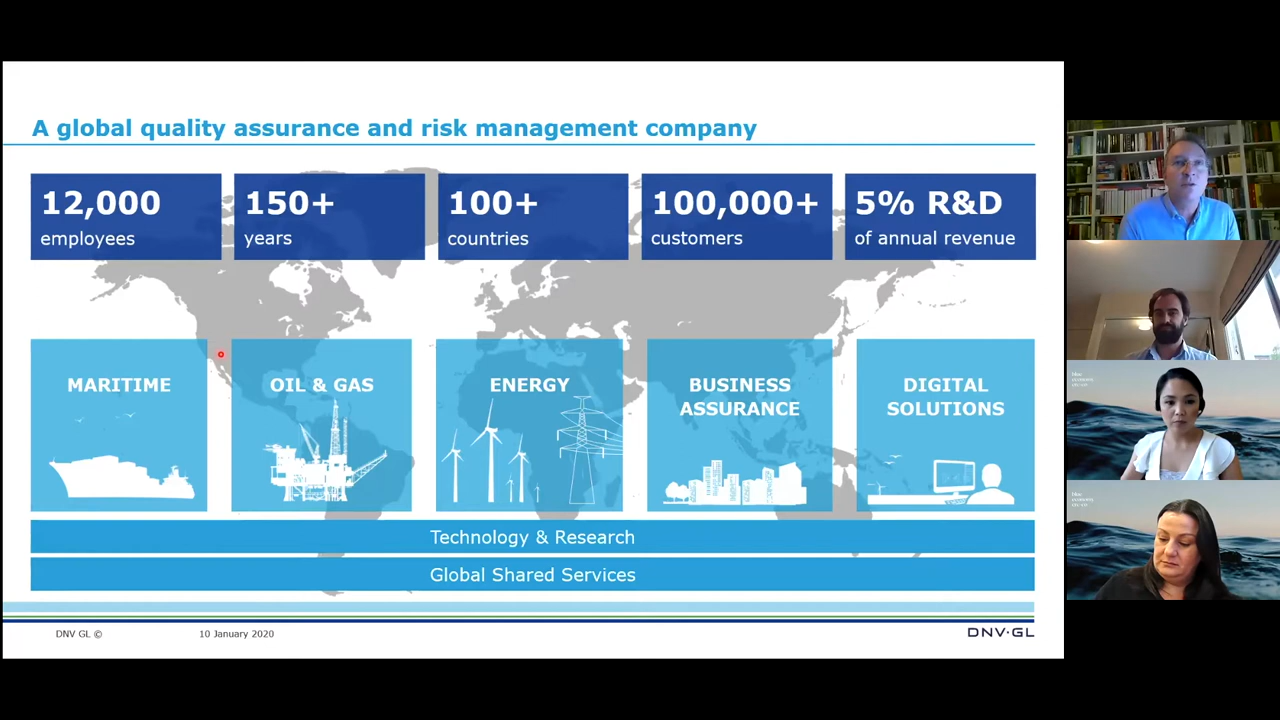 A global quality assurance and risk management company
12,000
employees
150+
years
100+
countries
100,000+
customers
5% R&D
of annual revenue
MARITIME
OIL & GAS
ENERGY
BUSINESS
ASSURANCE
DIGITAL
SOLUTIONS
Technology & Research
Global Shared Services
DNV GL ©
10 January 2020
DNV·GL